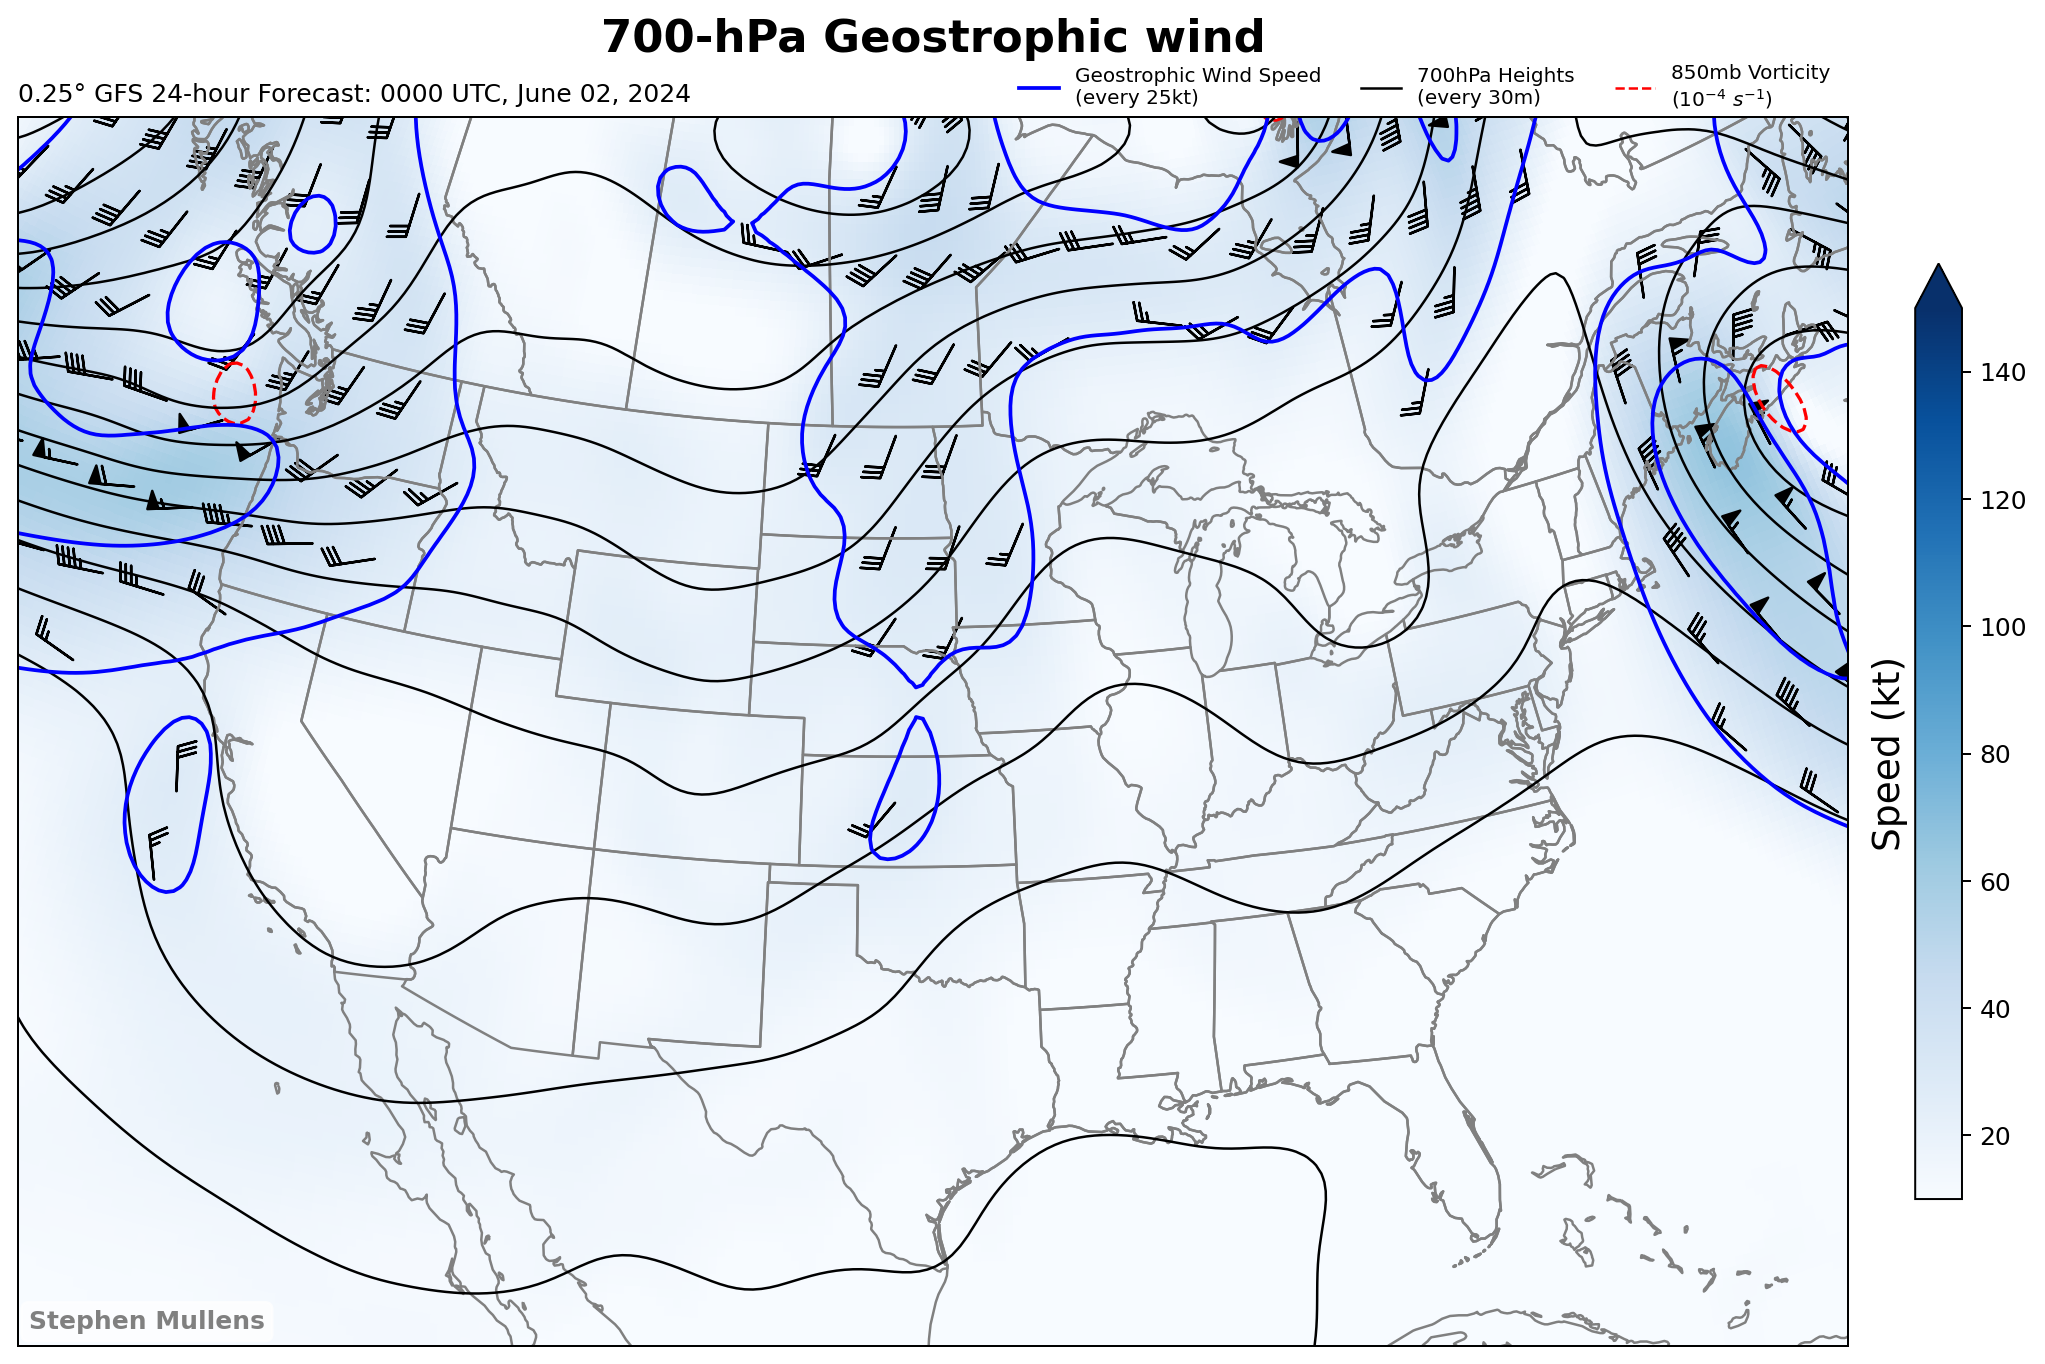 700-hPa Geostrophic wind
0.25° GFS 24-hour Forecast: 0000 UTC, June 02, 2024
Geostrophic Wind Speed
(every 25kt)
700hPa Heights
(every 30m)
850mb Vorticity
(10⁻⁴ s⁻¹)
140
120
100
80
60
40
20
Speed (kt)
Stephen Mullens